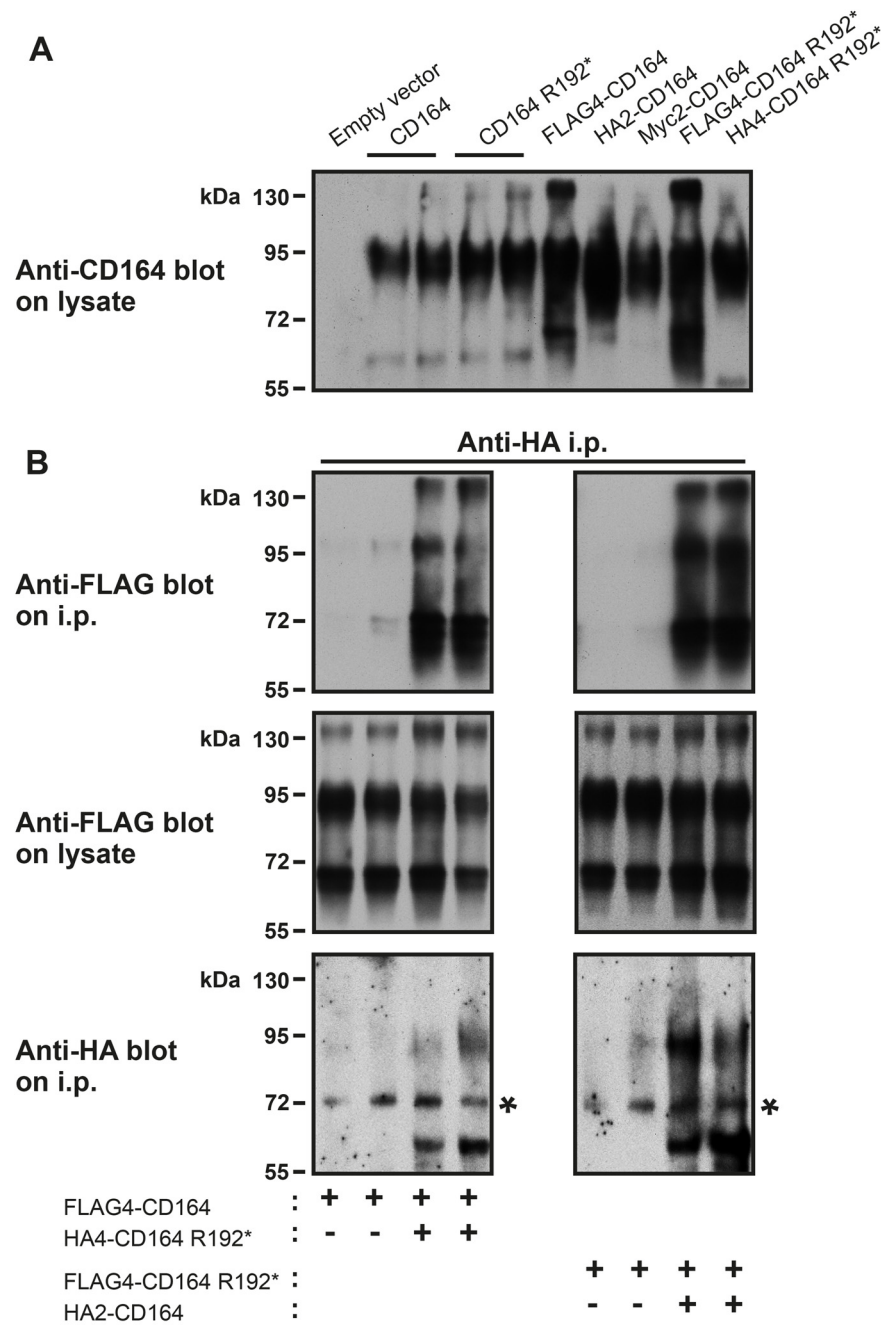 A
Empty vector
CD164
CD164 R192*
FLAG4-CD164
HA2-CD164
Myc2-CD164
FLAG4-CD164 R192*
HA4-CD164 R192*
kDa 130
95
72
55
Anti-CD164 blot
on lysate
B
Anti-HA i.p.
kDa 130
95
72
55
Anti-FLAG blot
on i.p.
kDa 130
95
72
55
Anti-FLAG blot
on lysate
kDa 130
95
72
55
Anti-HA blot
on i.p.
* *
FLAG4-CD164 : + + + +
HA4-CD164 R192* : - - + +
FLAG4-CD164 R192* : + + + +
HA2-CD164 : - - + +